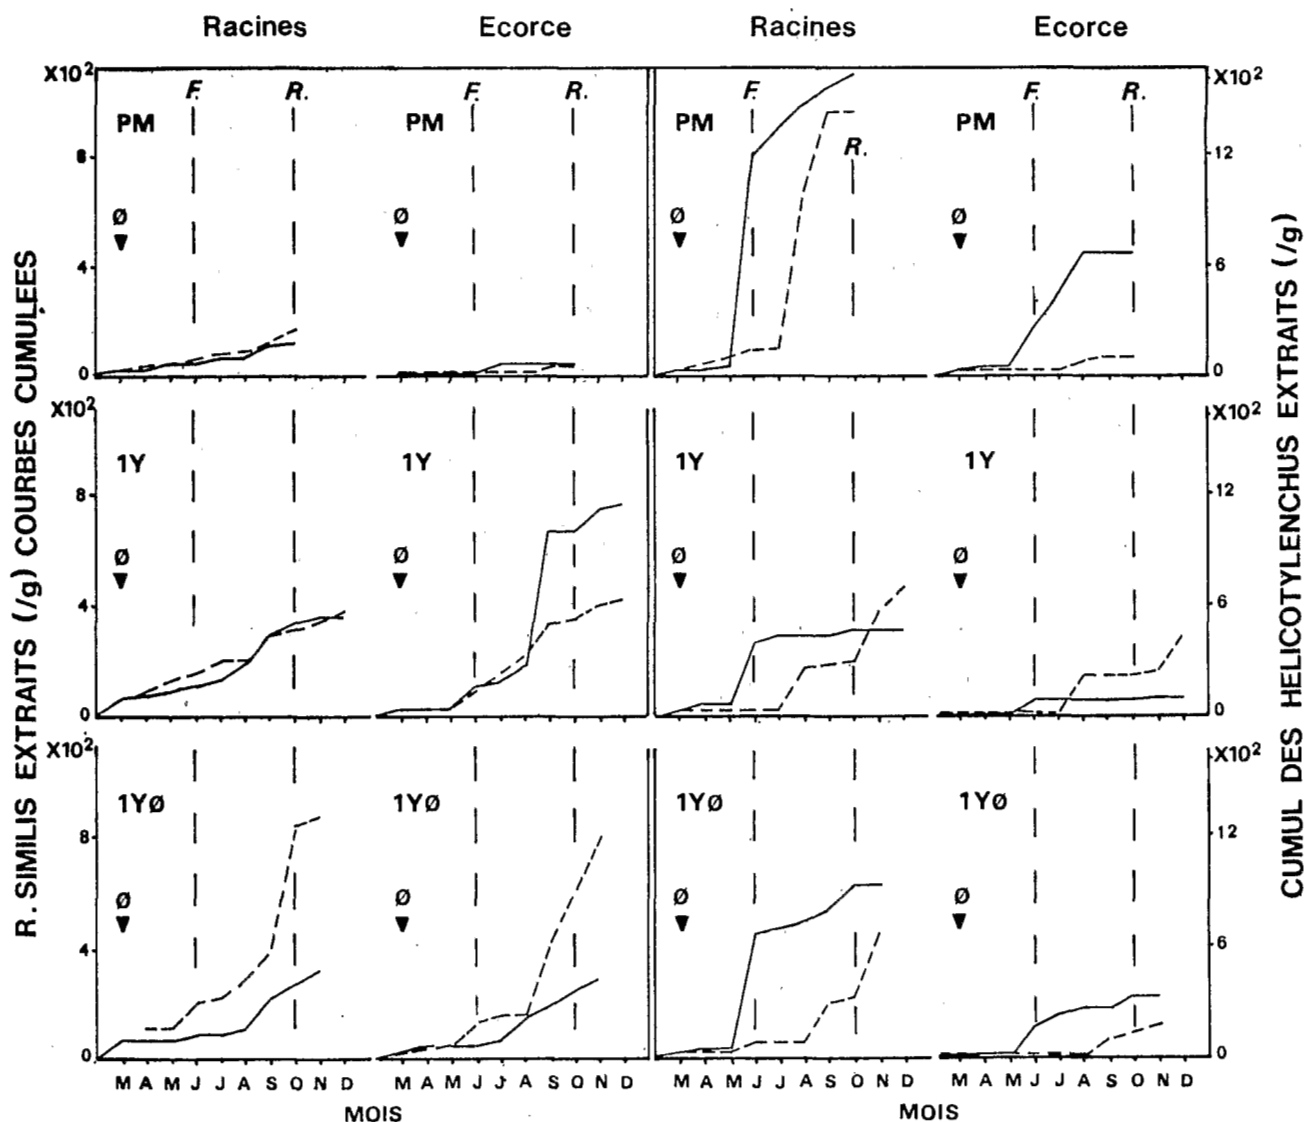 Racines Ecorce Racines Ecorce
X10² X10²
F. R. F. R. F. R. F. R.
PM PM PM PM
8 12
Ø Ø Ø Ø
4 6
0 0
X10² X10²
1Y 1Y 1Y 1Y
8 12
Ø Ø Ø Ø
4 6
0 0
X10² X10²
1YØ 1YØ 1YØ 1YØ
8 12
Ø Ø Ø Ø
4 6
0 0
M A M J J A S O N D M A M J J A S O N D M A M J J A S O N D M A M J J A S O N D
MOIS MOIS
R. SIMILIS EXTRAITS (/g) COURBES CUMULEES
CUMUL DES HELICOTYLENCHUS EXTRAITS (/g)